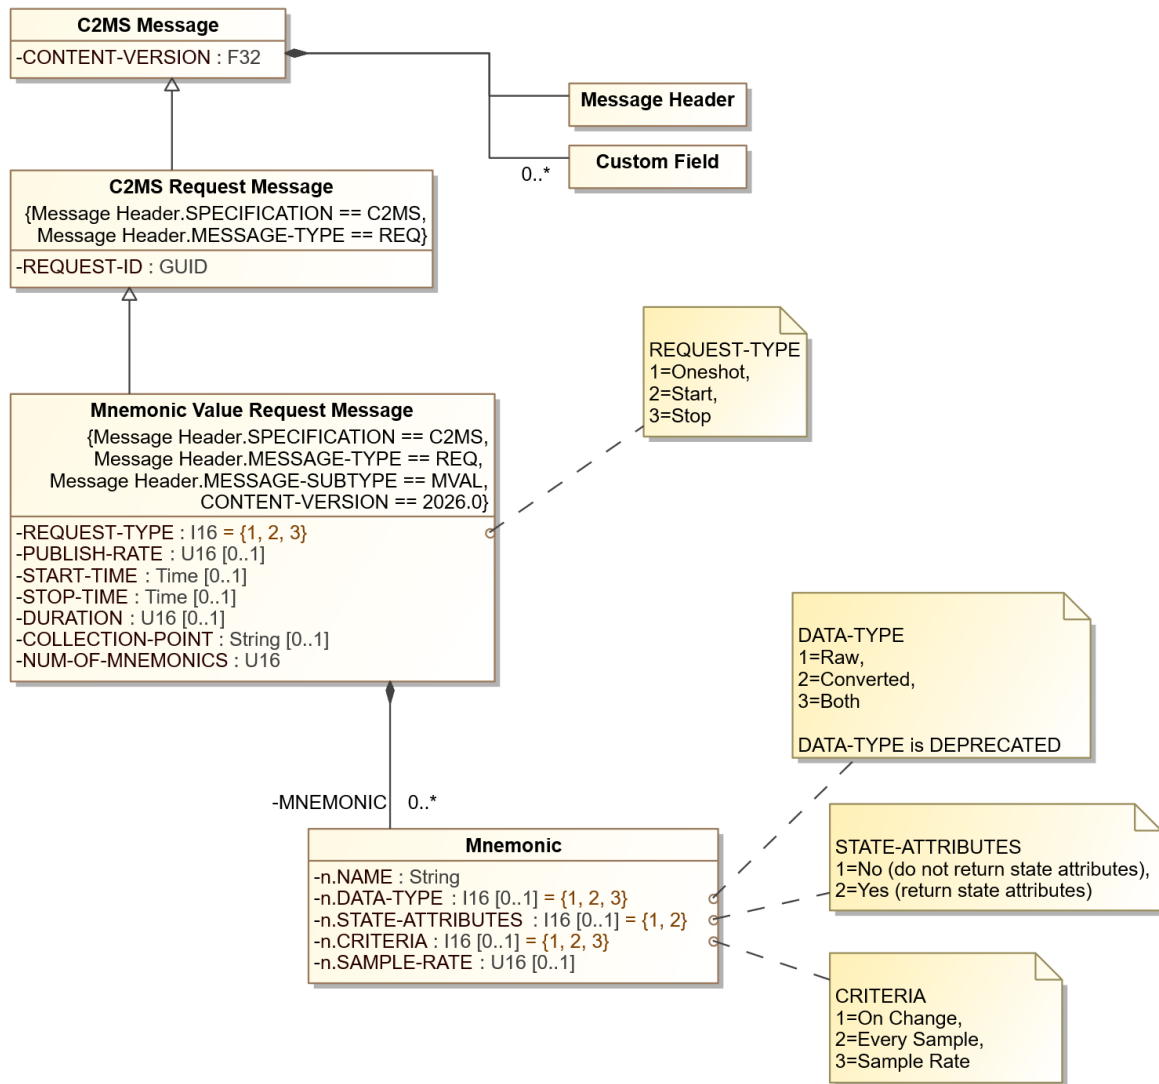 C2MS Message
-CONTENT-VERSION : F32
Message Header
Custom Field
0..*
C2MS Request Message
{Message Header.SPECIFICATION == C2MS,
Message Header.MESSAGE-TYPE == REQ}
-REQUEST-ID : GUID
REQUEST-TYPE
1=Oneshot,
2=Start,
3=Stop
Mnemonic Value Request Message
{Message Header.SPECIFICATION == C2MS,
Message Header.MESSAGE-TYPE == REQ,
Message Header.MESSAGE-SUBTYPE == MVAL,
CONTENT-VERSION == 2026.0}
-REQUEST-TYPE : I16 = {1, 2, 3}
-PUBLISH-RATE : U16 [0..1]
-START-TIME : Time [0..1]
-STOP-TIME : Time [0..1]
-DURATION : U16 [0..1]
-COLLECTION-POINT : String [0..1]
-NUM-OF-MNEMONICS : U16
DATA-TYPE
1=Raw,
2=Converted,
3=Both
DATA-TYPE is DEPRECATED
-MNEMONIC 0..*
Mnemonic
-n.NAME : String
-n.DATA-TYPE : I16 [0..1] = {1, 2, 3}
-n.STATE-ATTRIBUTES : I16 [0..1] = {1, 2}
-n.CRITERIA : I16 [0..1] = {1, 2, 3}
-n.SAMPLE-RATE : U16 [0..1]
STATE-ATTRIBUTES
1=No (do not return state attributes),
2=Yes (return state attributes)
CRITERIA
1=On Change,
2=Every Sample,
3=Sample Rate